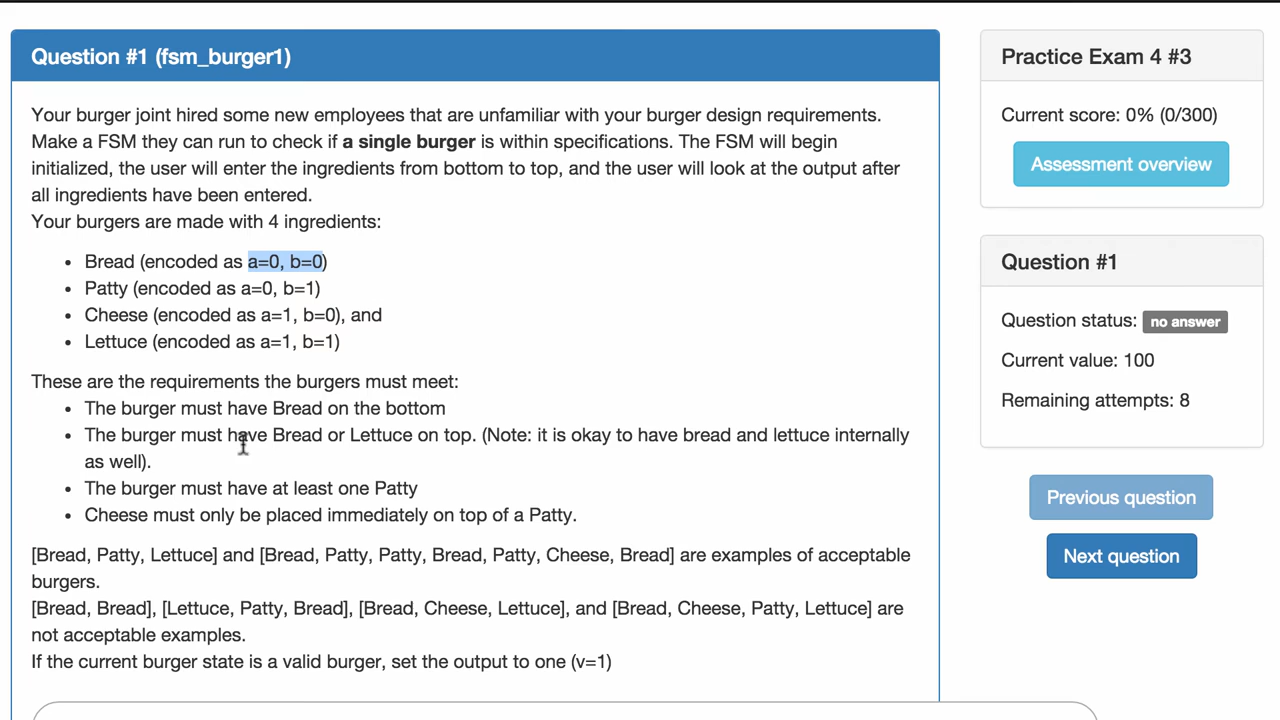 Question #1 (fsm_burger1)
Your burger joint hired some new employees that are unfamiliar with your burger design requirements.
Make a FSM they can run to check if a single burger is within specifications. The FSM will begin
initialized, the user will enter the ingredients from bottom to top, and the user will look at the output after
all ingredients have been entered.
Your burgers are made with 4 ingredients:
• Bread (encoded as a=0, b=0)
• Patty (encoded as a=0, b=1)
• Cheese (encoded as a=1, b=0), and
• Lettuce (encoded as a=1, b=1)
These are the requirements the burgers must meet:
• The burger must have Bread on the bottom
• The burger must have Bread or Lettuce on top. (Note: it is okay to have bread and lettuce internally
as well).
• The burger must have at least one Patty
• Cheese must only be placed immediately on top of a Patty.
[Bread, Patty, Lettuce] and [Bread, Patty, Patty, Bread, Patty, Cheese, Bread] are examples of acceptable
burgers.
[Bread, Bread], [Lettuce, Patty, Bread], [Bread, Cheese, Lettuce], and [Bread, Cheese, Patty, Lettuce] are
not acceptable examples.
If the current burger state is a valid burger, set the output to one (v=1)
Practice Exam 4 #3
Current score: 0% (0/300)
Assessment overview
Question #1
Question status: no answer
Current value: 100
Remaining attempts: 8
Previous question
Next question